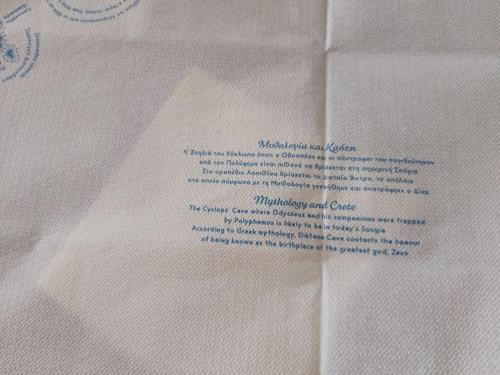 Μυθολογία και Κρήτη
Η Σπηλιά του Κύκλωπα όπου ο Οδυσσέας και οι σύντροφοί του παγιδεύτηκαν
από τον Πολύφημο είναι πιθανό να βρίσκεται στη σημερινή Σούγια
Στο οροπέδιο Λασιθίου βρίσκεται το Δικταίο Άντρο, το σπήλαιο
στο οποίο σύμφωνα με τη Μυθολογία γεννήθηκε και ανατράφηκε ο Δίας
Mythology and Crete
The Cyclops' Cave where Odysseus and his companions were trapped
by Polyphemus is likely to be in today's Sougia
According to Greek mythology, Dikteon Cave contests the honour
of being known as the birthplace of the greatest god, Zeus